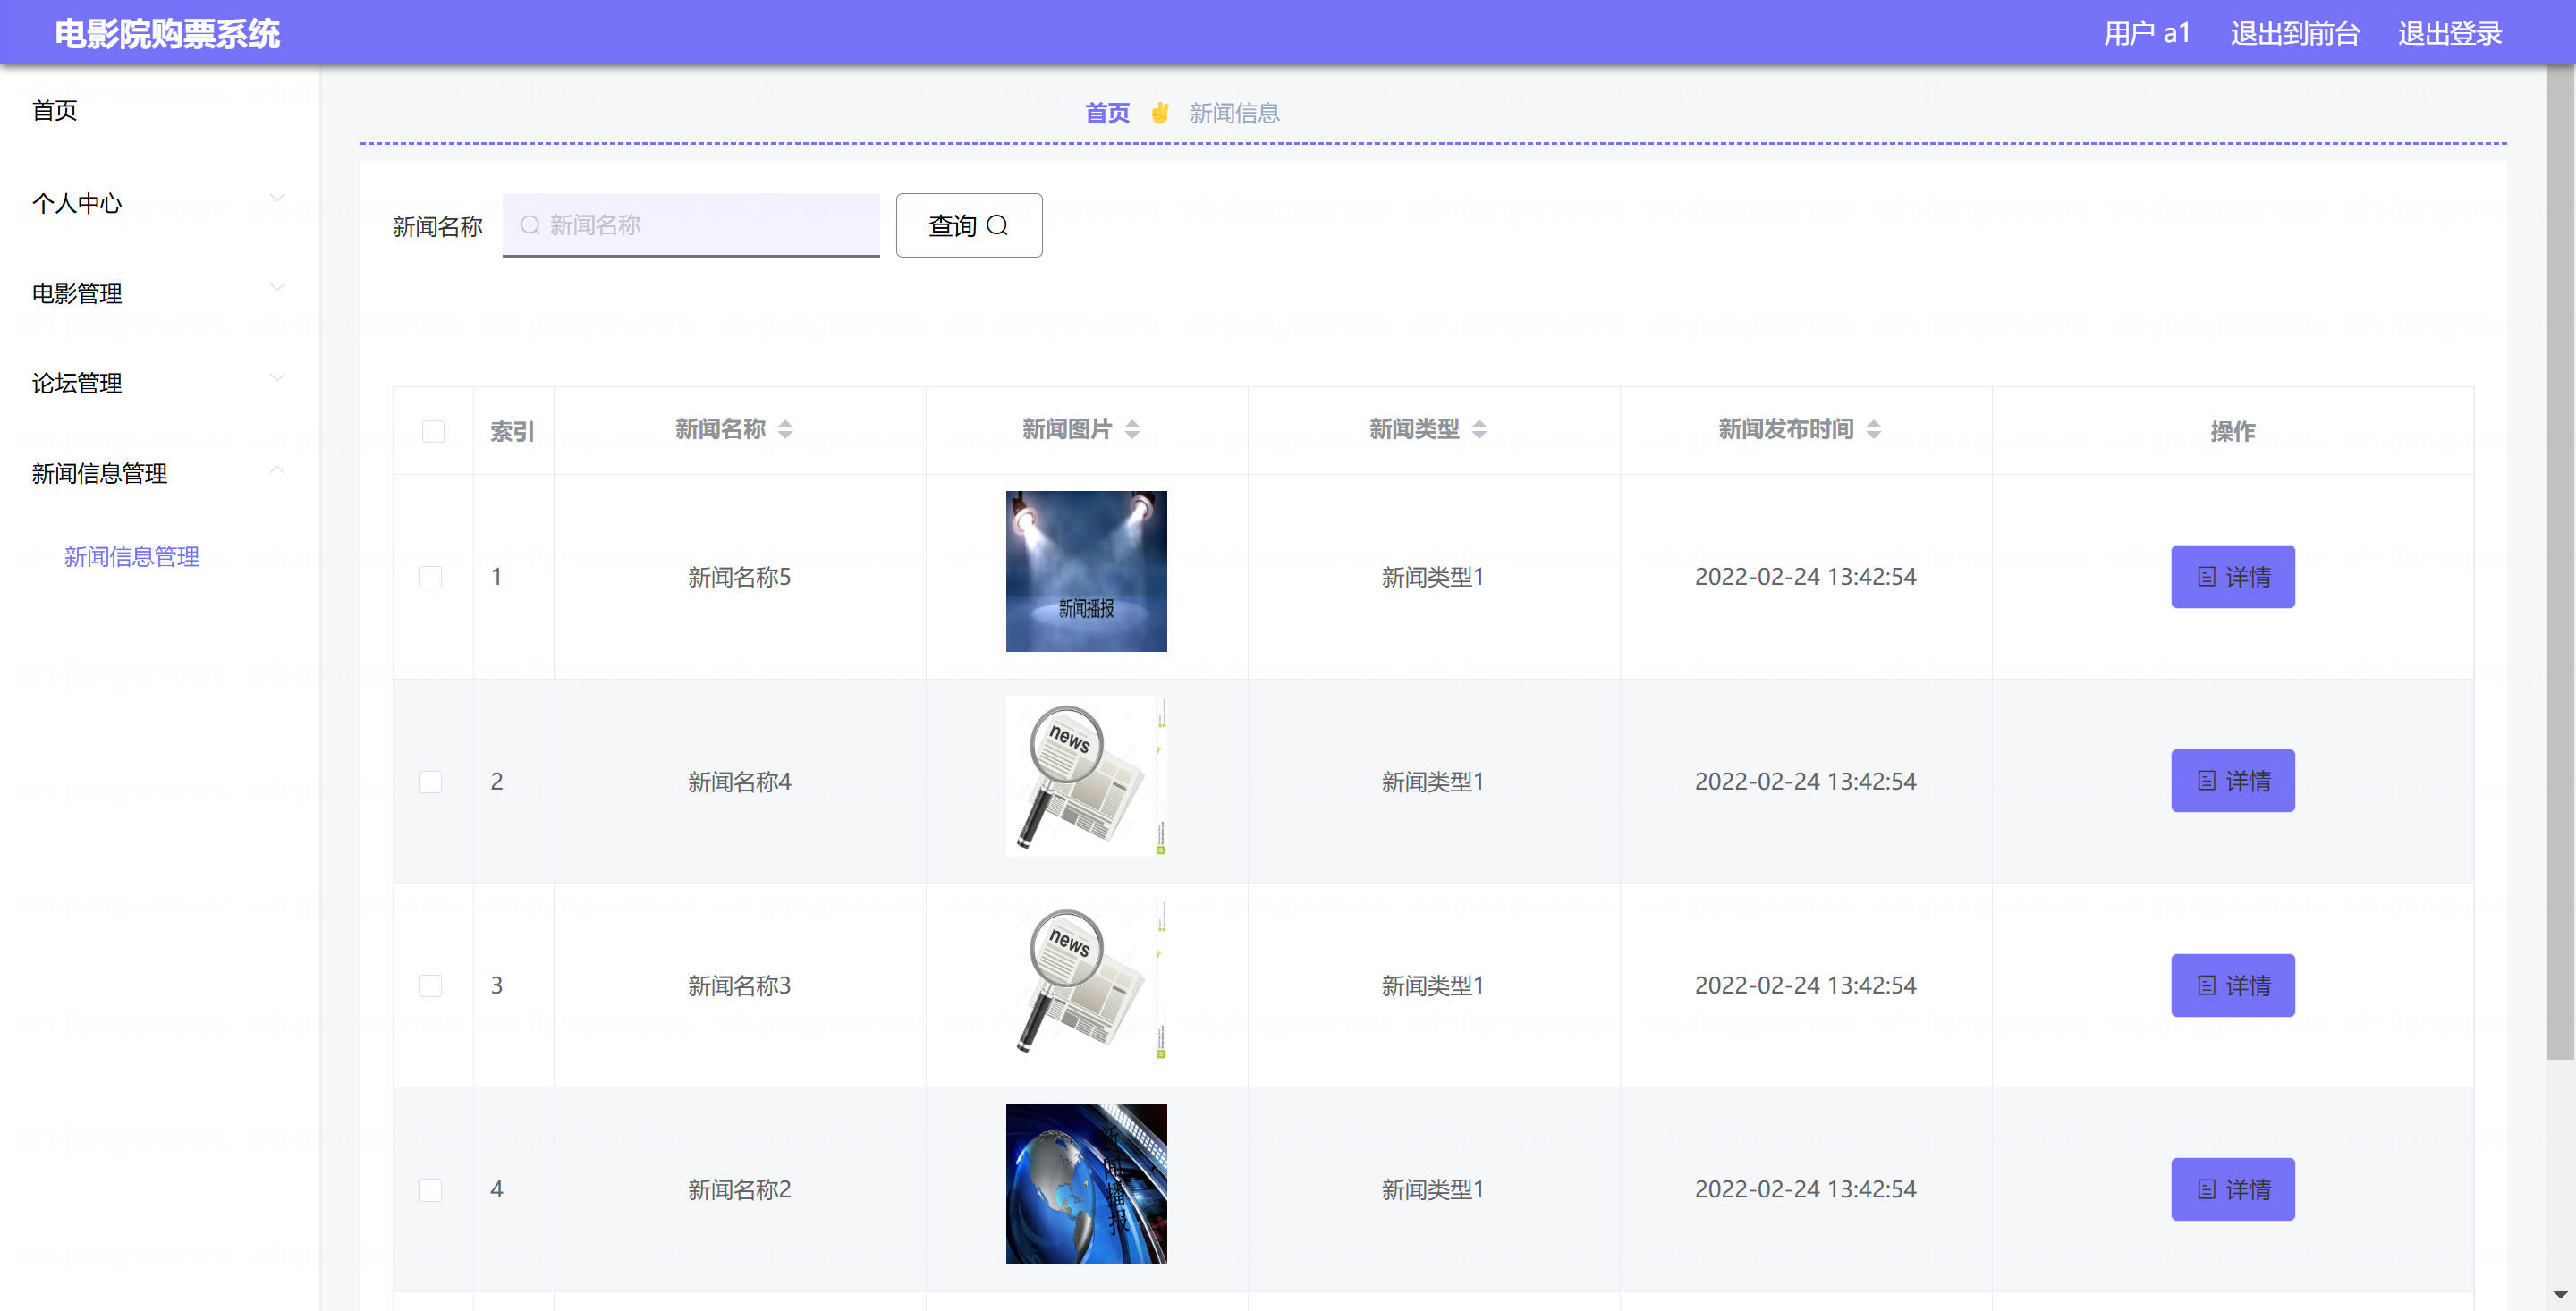 电影院购票系统
用户 a1 退出到前台 退出登录
首页
个人中心
电影管理
论坛管理
新闻信息管理
新闻信息管理
首页 新闻信息
新闻名称 新闻名称 查询
索引 新闻名称 新闻图片 新闻类型 新闻发布时间 操作
1 新闻名称5 新闻播报 新闻类型1 2022-02-24 13:42:54 详情
2 新闻名称4 news 新闻类型1 2022-02-24 13:42:54 详情
3 新闻名称3 news 新闻类型1 2022-02-24 13:42:54 详情
4 新闻名称2 新闻播报 新闻类型1 2022-02-24 13:42:54 详情